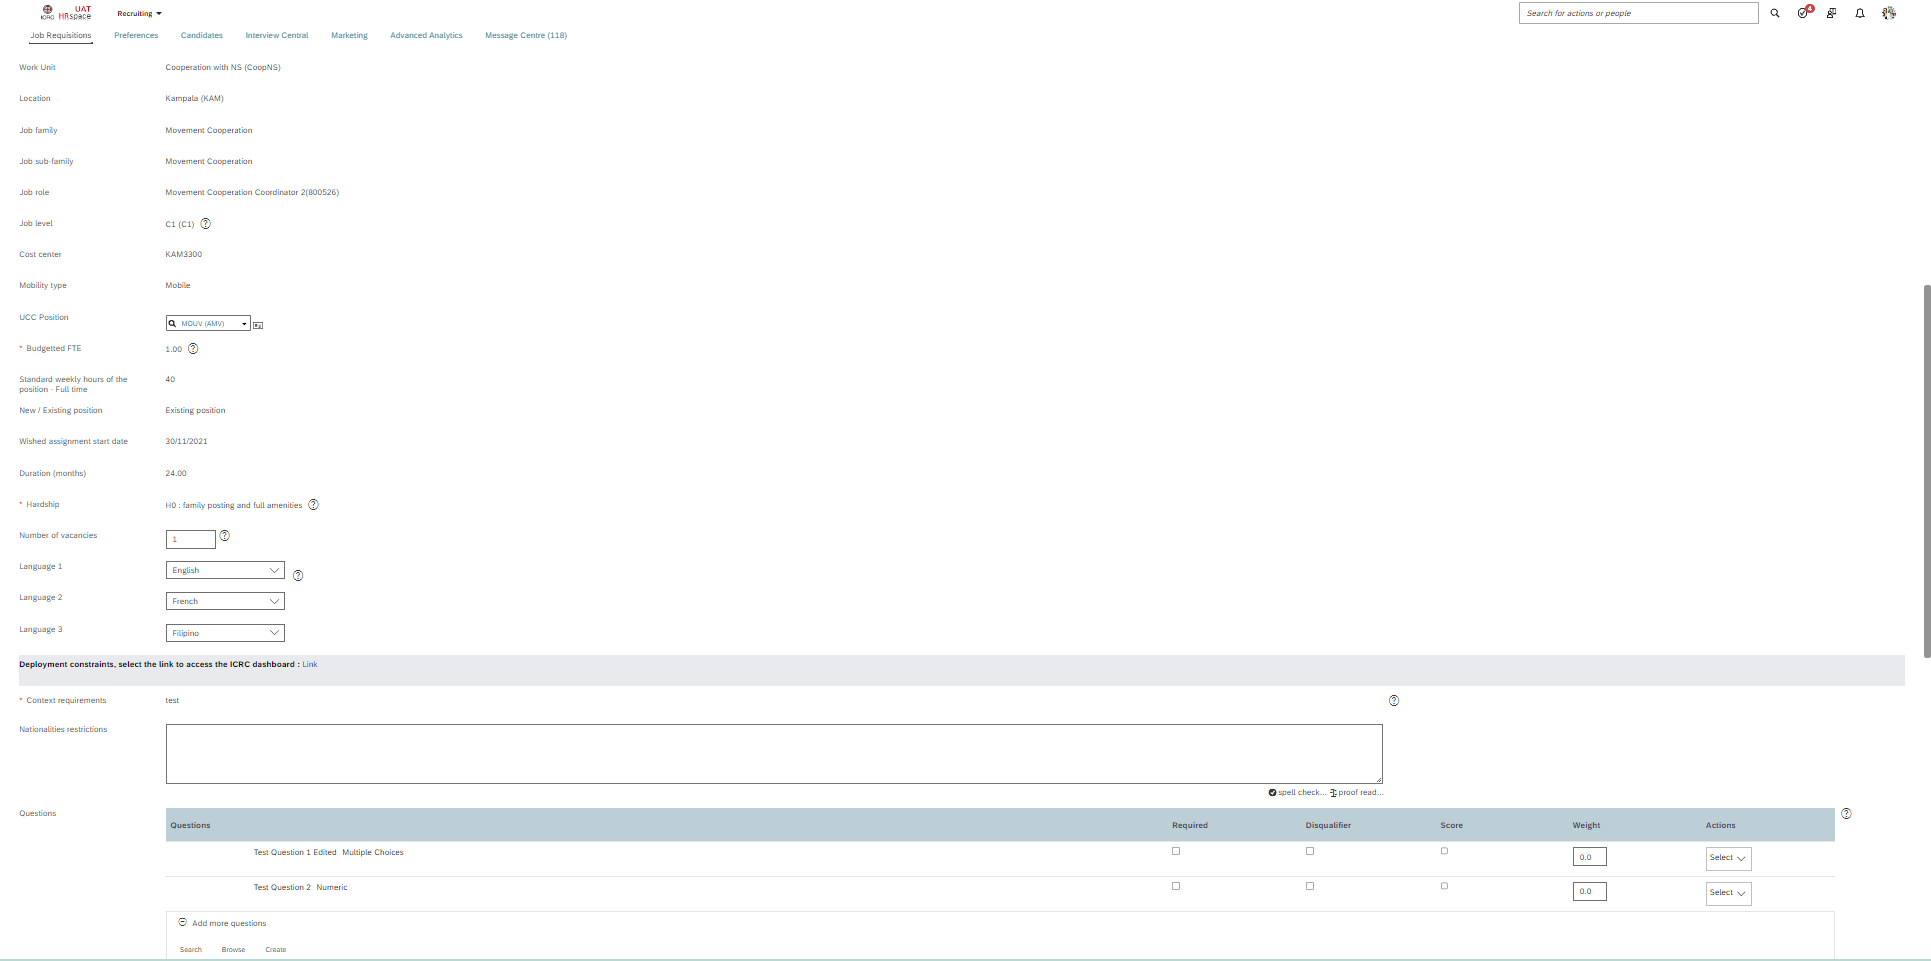 ICRC UAT HRspace Recruiting Search for actions or people 4
Job Requisitions Preferences Candidates Interview Central Marketing Advanced Analytics Message Centre (118)
Work Unit Cooperation with NS (CoopNS)
Location Kampala (KAM)
Job family Movement Cooperation
Job sub-family Movement Cooperation
Job role Movement Cooperation Coordinator 2(800526)
Job level C1 (C1) ?
Cost center KAM3300
Mobility type Mobile
UCC Position MOUV (AMV)
* Budgetted FTE 1.00 ?
Standard weekly hours of the 40
position - Full time
New / Existing position Existing position
Wished assignment start date 30/11/2021
Duration (months) 24.00
* Hardship H0 : family posting and full amenities ?
Number of vacancies 1 ?
Language 1 English ?
Language 2 French
Language 3 Filipino
Deployment constraints, select the link to access the ICRC dashboard : Link
* Context requirements test ?
Nationalities restrictions
spell check... proof read...
Questions ?
Questions Required Disqualifier Score Weight Actions
Test Question 1 Edited Multiple Choices 0.0 Select
Test Question 2 Numeric 0.0 Select
Add more questions
Search Browse Create